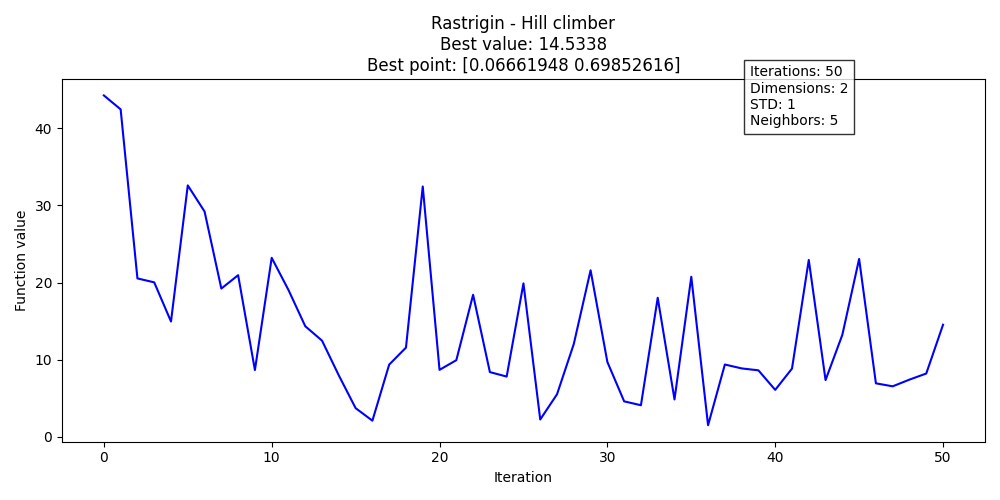 Rastrigin - Hill climber
Best value: 14.5338
Best point: [0.06661948 0.69852616]
Iterations: 50
Dimensions: 2
STD: 1
Neighbors: 5
Function value
40
30
20
10
0
0 10 20 30 40 50
Iteration